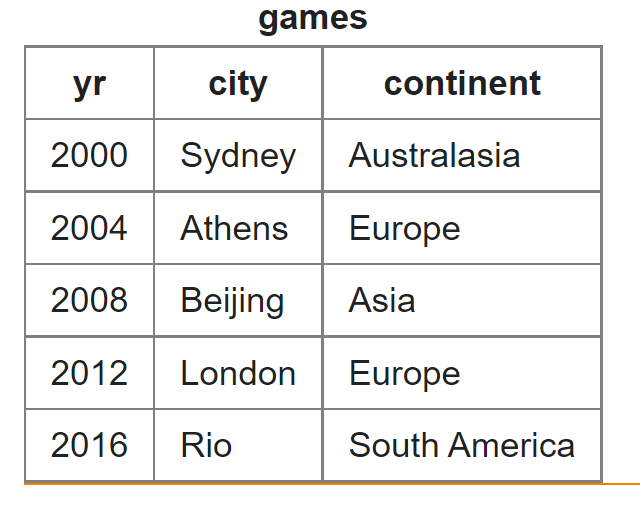 games
yr city continent
2000 Sydney Australasia
2004 Athens Europe
2008 Beijing Asia
2012 London Europe
2016 Rio South America